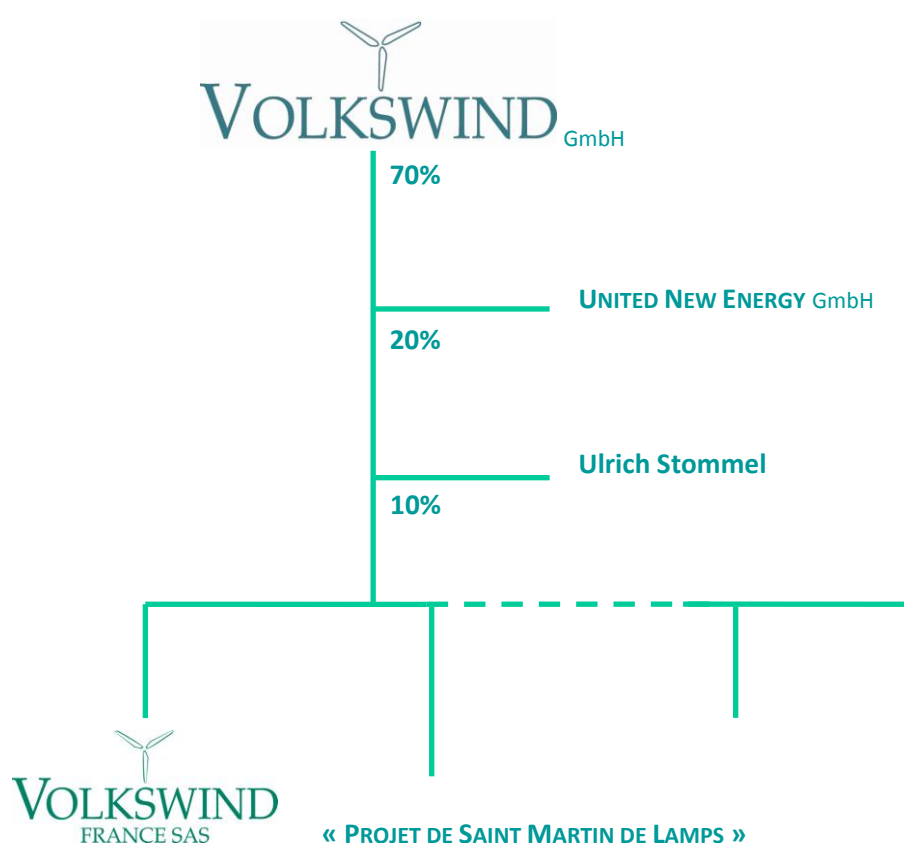 VOLKSWIND GmbH
70%
UNITED NEW ENERGY GmbH
20%
Ulrich Stommel
10%
VOLKSWIND
FRANCE SAS
« PROJET DE SAINT MARTIN DE LAMPS »